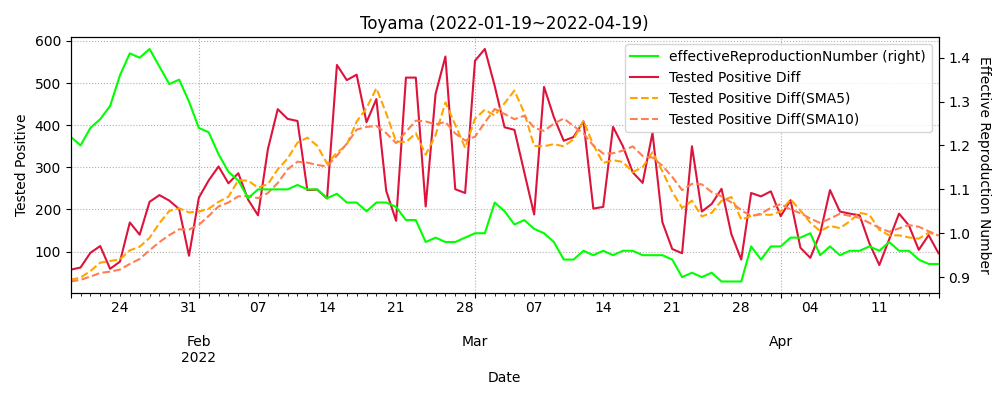 Toyama (2022-01-19~2022-04-19)
effectiveReproductionNumber (right)
Tested Positive Diff
Tested Positive Diff(SMA5)
Tested Positive Diff(SMA10)
Tested Positive
600
500
400
300
200
100
1.4
1.3
1.2
1.1
1.0
0.9
Effective Reproduction Number
24 31 07 14 21 28 07 14 21 28 04 11
Feb Mar Apr
2022
Date